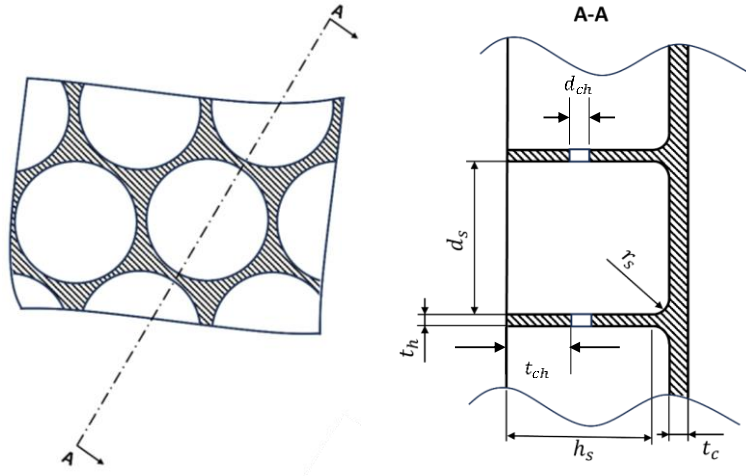 A
A
A-A
d_ch
d_s
r_s
t_h
t_ch
h_s
t_c